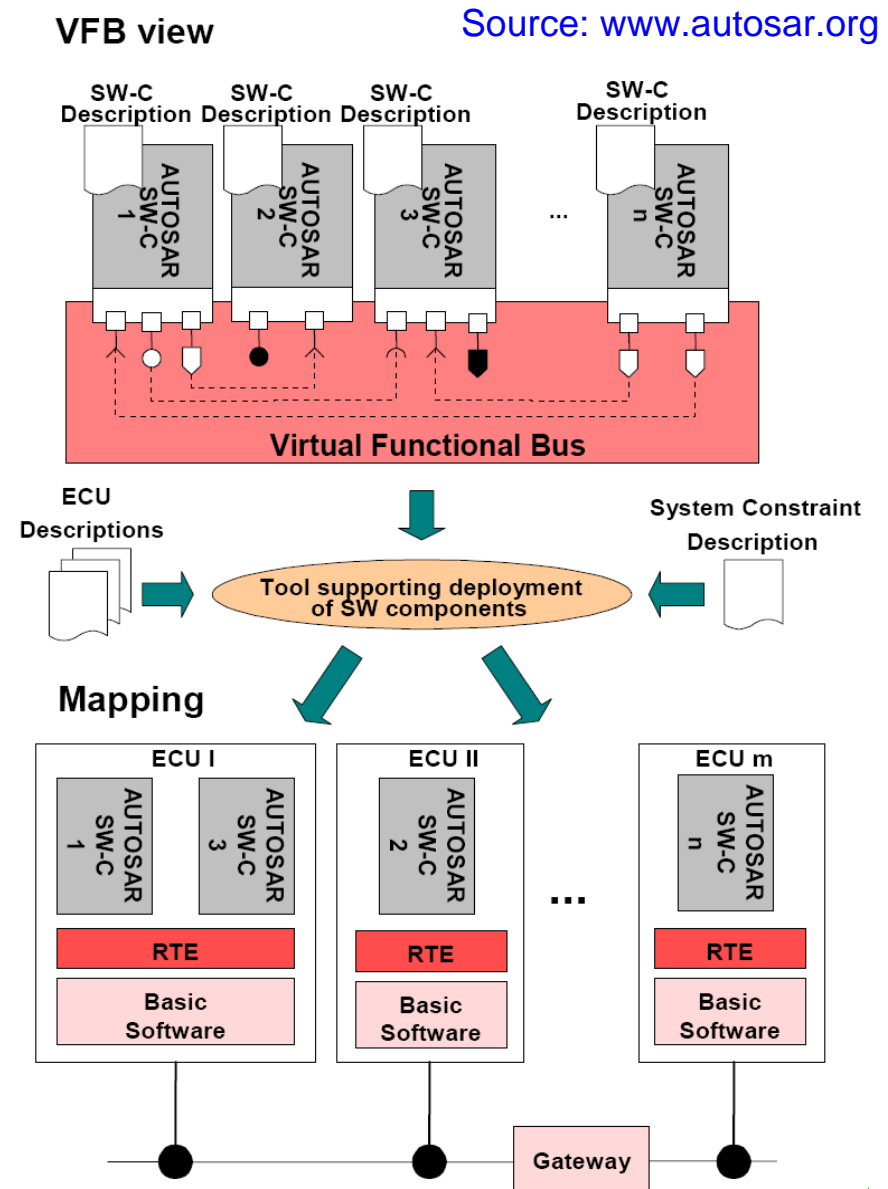 VFB view
Source: www.autosar.org
SW-C
Description
SW-C
Description
SW-C
Description
SW-C
Description
AUTOSAR
SW-C
1
AUTOSAR
SW-C
2
AUTOSAR
SW-C
3
...
AUTOSAR
SW-C
n
Virtual Functional Bus
ECU
Descriptions
System Constraint
Description
Tool supporting deployment
of SW components
Mapping
ECU I
AUTOSAR
SW-C
1
AUTOSAR
SW-C
3
RTE
Basic
Software
ECU II
AUTOSAR
SW-C
2
RTE
Basic
Software
...
ECU m
AUTOSAR
SW-C
n
RTE
Basic
Software
Gateway